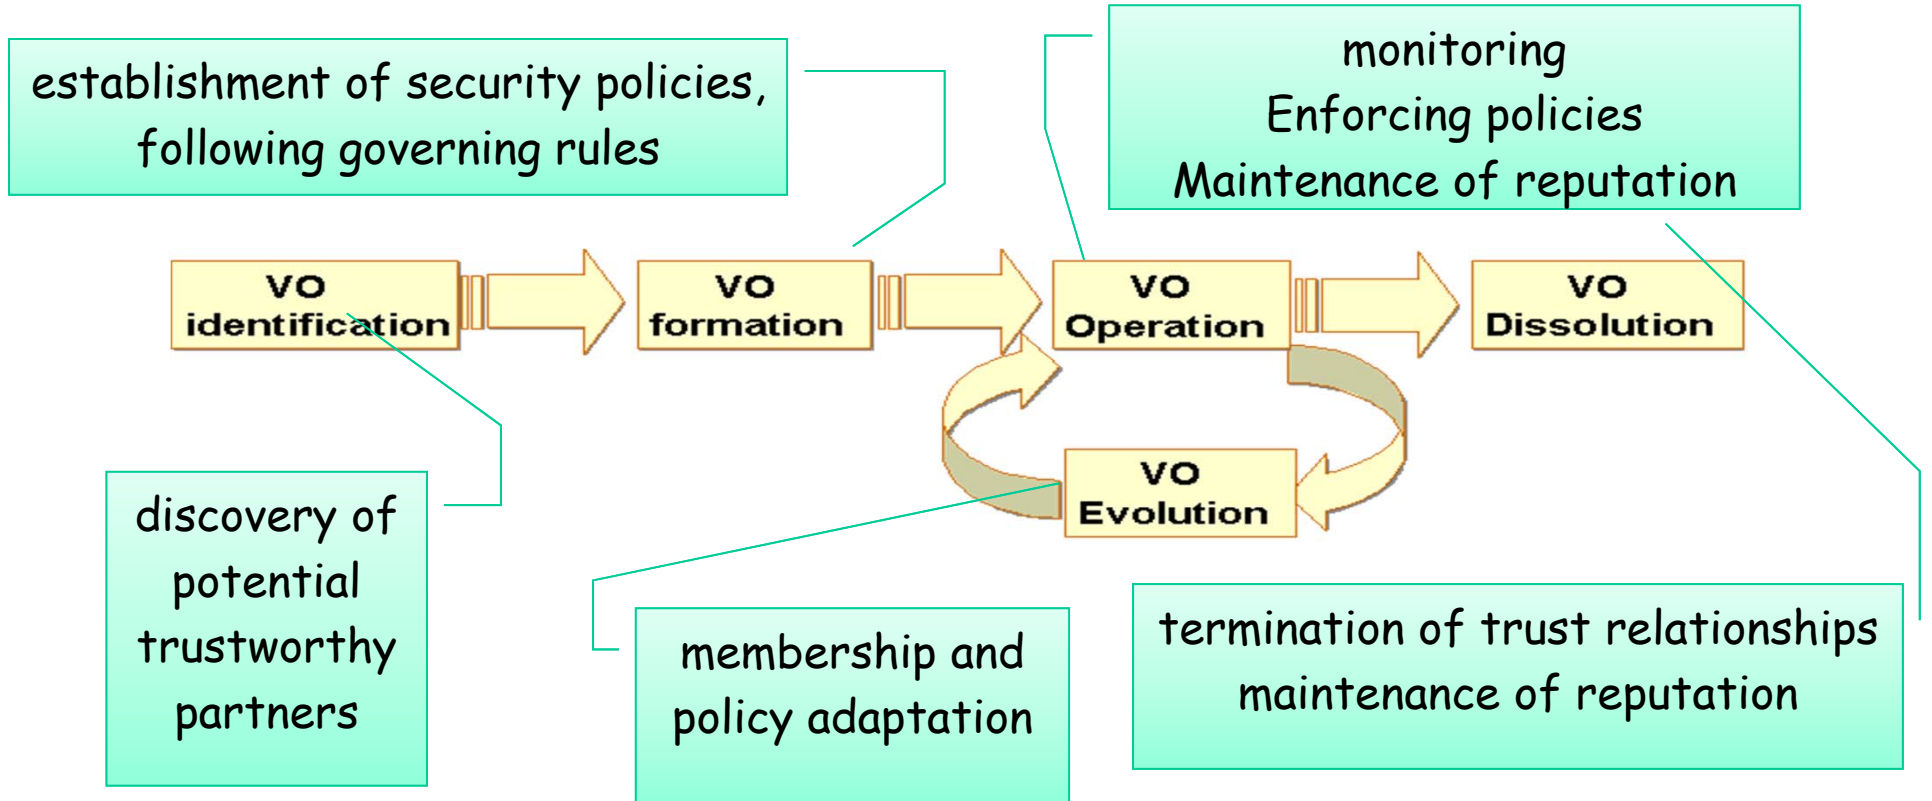 establishment of security policies,
following governing rules
monitoring
Enforcing policies
Maintenance of reputation
VO
identification
VO
formation
VO
Operation
VO
Dissolution
VO
Evolution
discovery of
potential
trustworthy
partners
membership and
policy adaptation
termination of trust relationships
maintenance of reputation